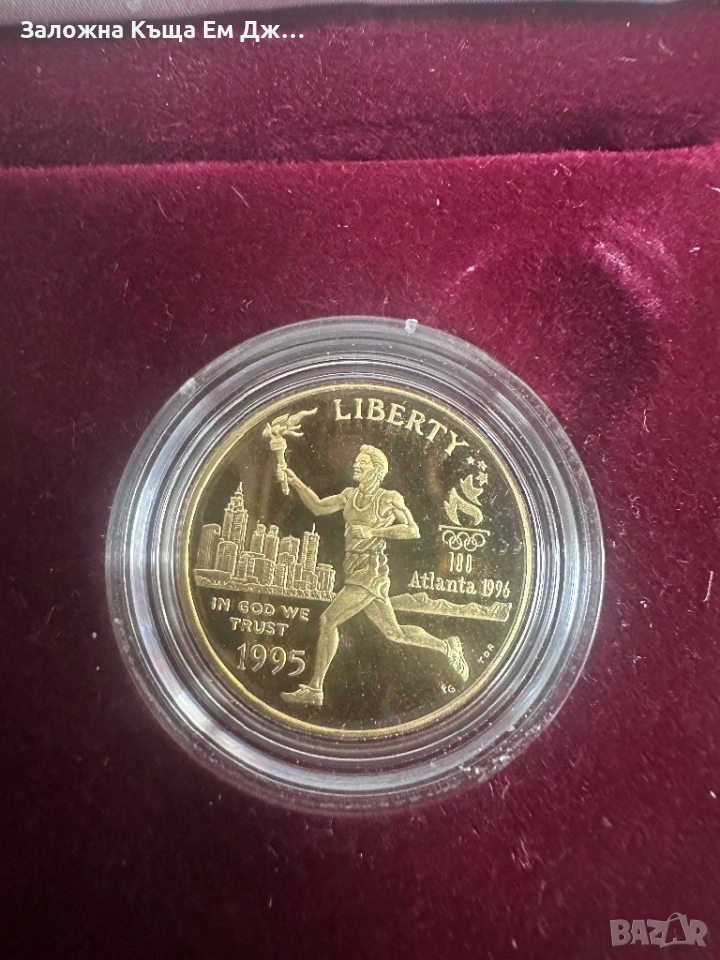 Заложна Къща Ем Дж...
LIBERTY
100
Atlanta 1996
IN GOD WE
TRUST
1995
FG
TDR
BAZAR